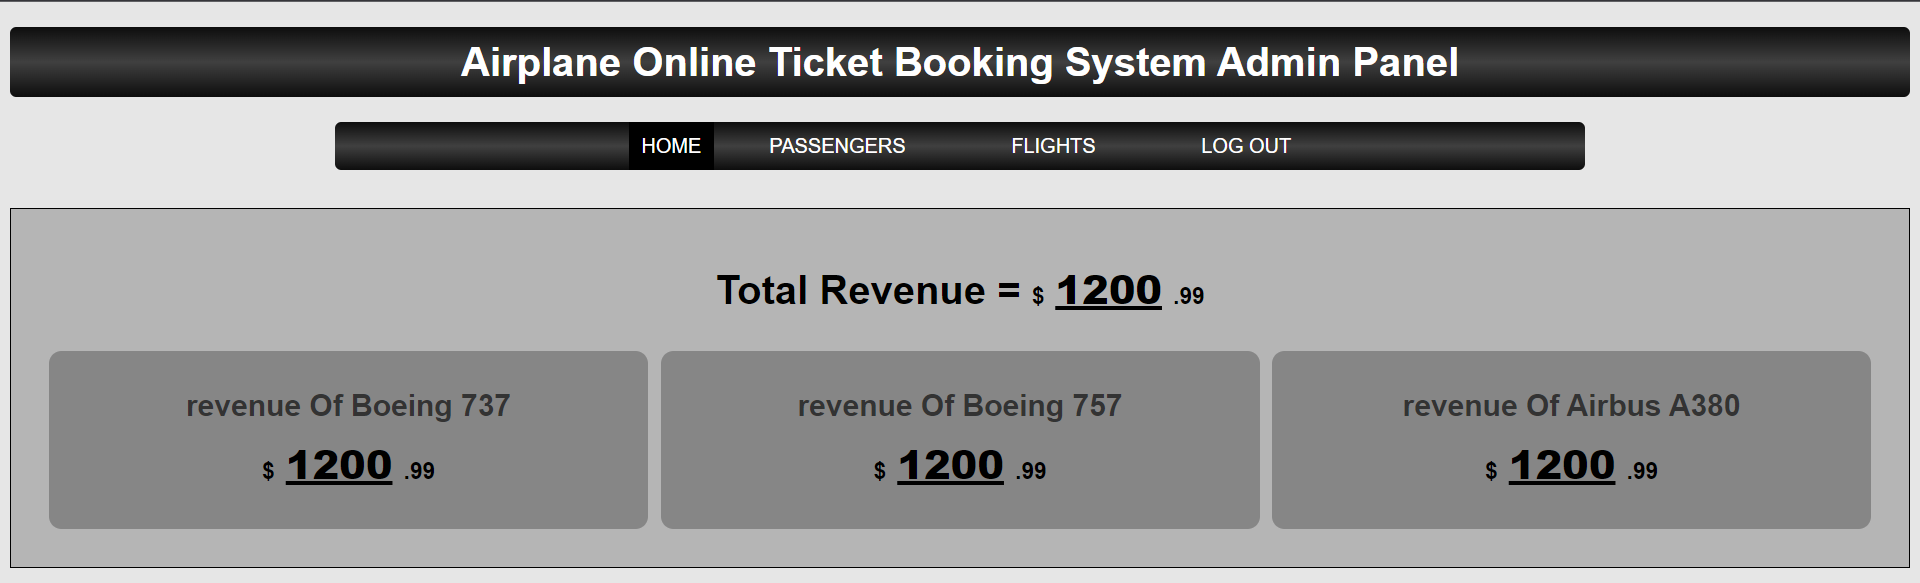 Airplane Online Ticket Booking System Admin Panel
HOME PASSENGERS FLIGHTS LOG OUT
Total Revenue = $ 1200 .99
revenue Of Boeing 737
$ 1200 .99
revenue Of Boeing 757
$ 1200 .99
revenue Of Airbus A380
$ 1200 .99